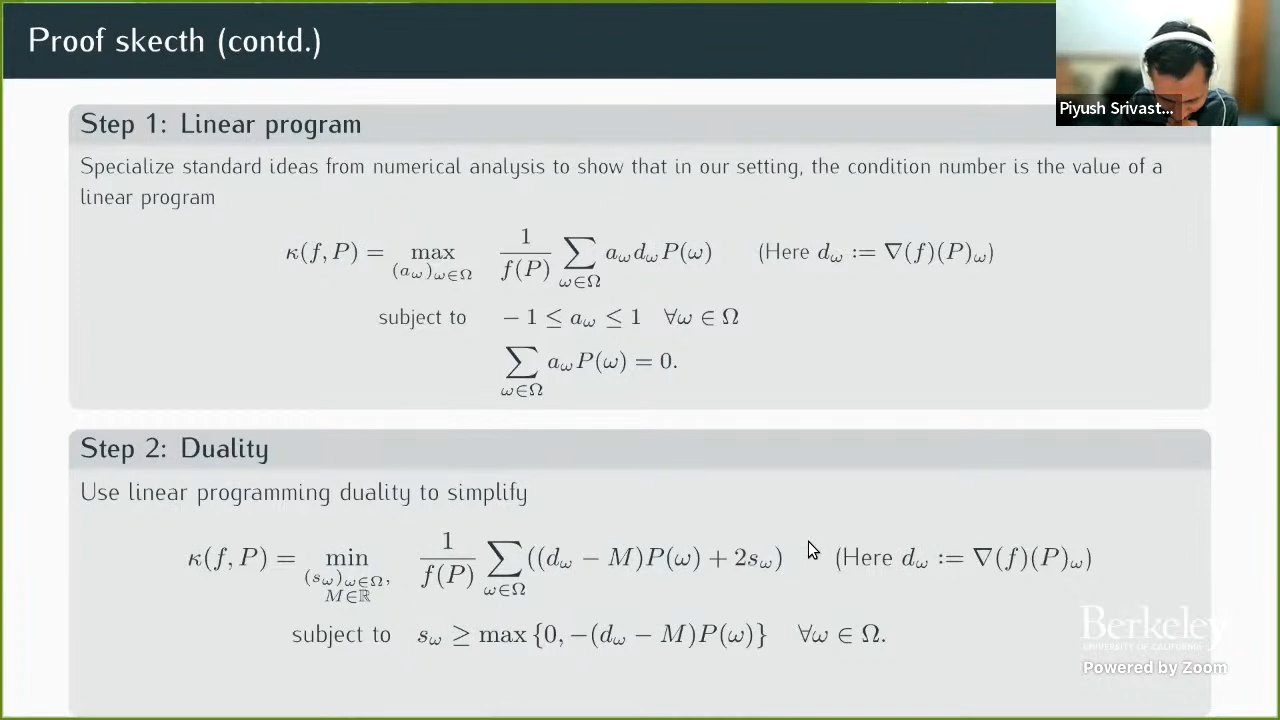 Proof skecth (contd.)
Piyush Srivast...
Step 1: Linear program
Specialize standard ideas from numerical analysis to show that in our setting, the condition number is the value of a
linear program
κ(f, P) = max_{(a_ω)_{ω∈Ω}} 1/f(P) ∑_{ω∈Ω} a_ω d_ω P(ω) (Here d_ω := ∇(f)(P)_ω)
subject to − 1 ≤ a_ω ≤ 1 ∀ω ∈ Ω
∑_{ω∈Ω} a_ω P(ω) = 0.
Step 2: Duality
Use linear programming duality to simplify
κ(f, P) = min_{(s_ω)_{ω∈Ω}, M∈ℝ} 1/f(P) ∑_{ω∈Ω} ((d_ω − M)P(ω) + 2s_ω) (Here d_ω := ∇(f)(P)_ω)
subject to s_ω ≥ max {0, −(d_ω − M)P(ω)} ∀ω ∈ Ω.
Berkeley
UNIVERSITY OF CALIFORNIA
Powered by Zoom